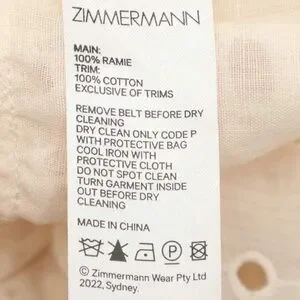 ZIMMERMANN
MAIN:
100% RAMIE
TRIM:
100% COTTON
EXCLUSIVE OF TRIMS
REMOVE BELT BEFORE DRY
CLEANING
DRY CLEAN ONLY CODE P
WITH PROTECTIVE BAG
COOL IRON WITH
PROTECTIVE CLOTH
DO NOT SPOT CLEAN
TURN GARMENT INSIDE
OUT BEFORE DRY CLEANING
MADE IN CHINA
P
© Zimmermann Wear Pty Ltd
2022, Sydney.